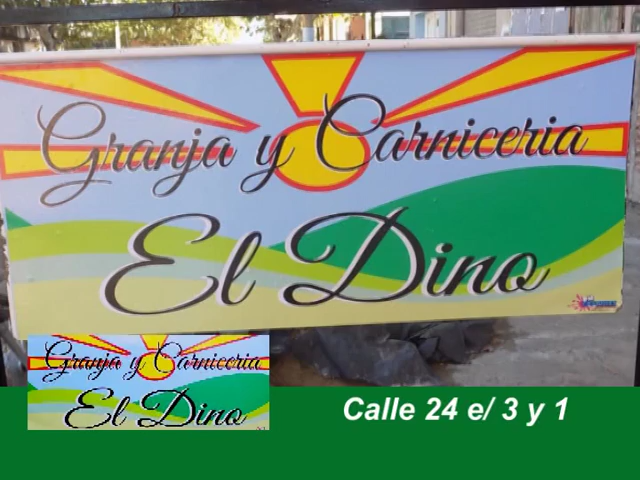 Granja y Carniceria
El Dino
Granja y Carniceria
El Dino
Calle 24 e/ 3 y 1